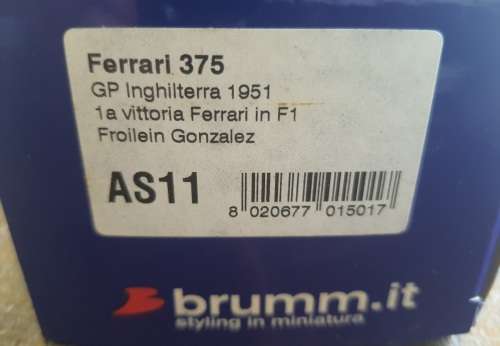 Ferrari 375
GP Inghilterra 1951
1a vittoria Ferrari in F1
Froilein Gonzalez
AS11
8 020677 015017
brumm.it
styling in miniatura